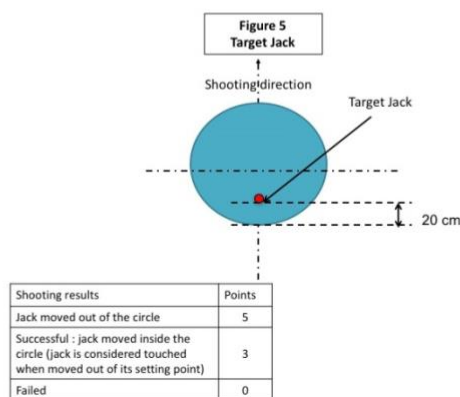 Figure 5
Target Jack
Shooting direction
Target Jack
20 cm
Shooting results Points
Jack moved out of the circle 5
Successful : jack moved inside the
circle (jack is considered touched
when moved out of its setting point) 3
Failed 0